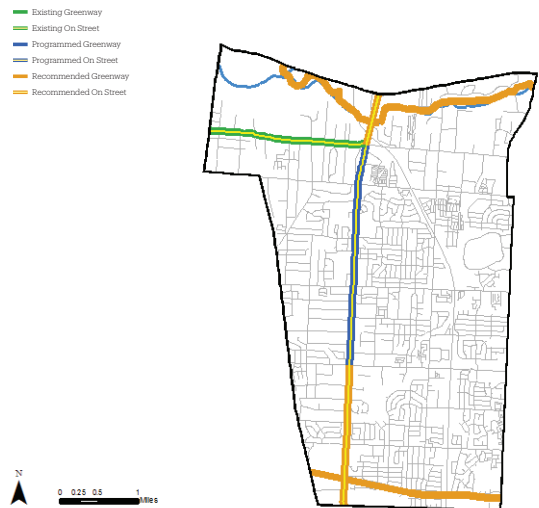 Existing Greenway
Existing On Street
Programmed Greenway
Programmed On Street
Recommended Greenway
Recommended On Street
N
0 0.25 0.5 1
Miles